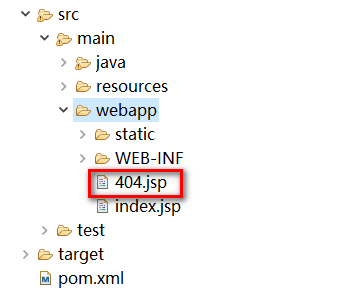 src
main
java
resources
webapp
static
WEB-INF
404.jsp
index.jsp
test
target
pom.xml